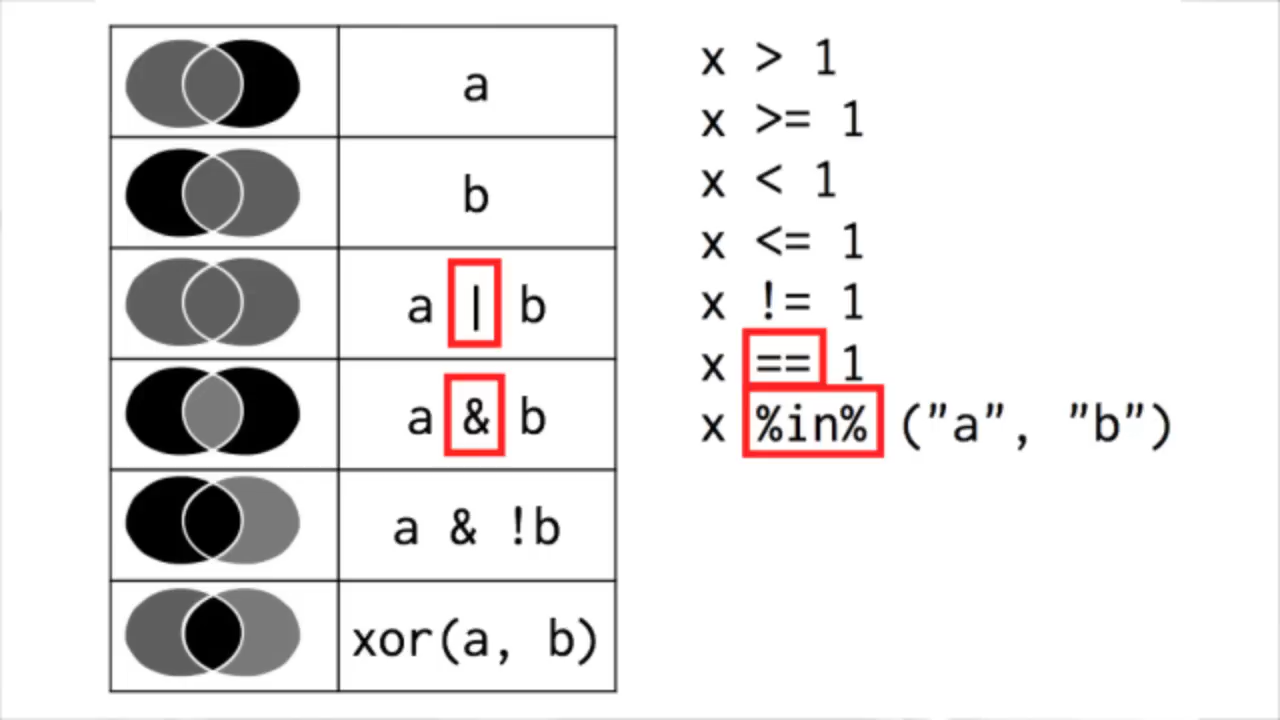 a
b
a | b
a & b
a & !b
xor(a, b)
x > 1
x >= 1
x < 1
x <= 1
x != 1
x == 1
x %in% ("a", "b")